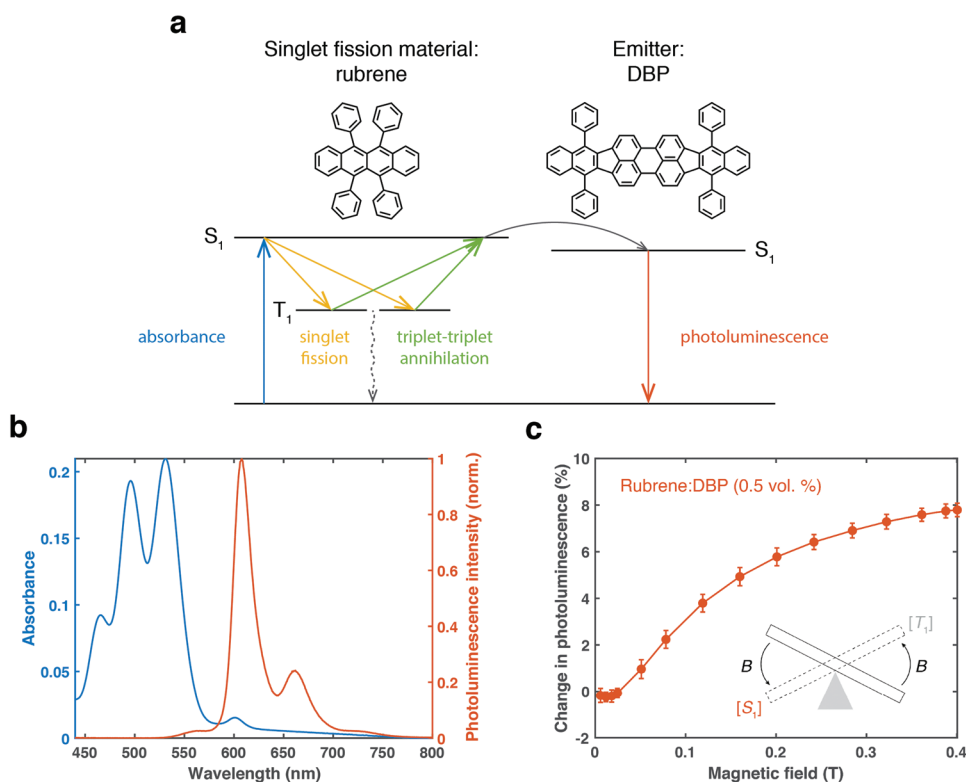 a
Singlet fission material:
rubrene
Emitter:
DBP
S1
S1
T1
absorbance
singlet
fission
triplet-triplet
annihilation
photoluminescence
b
0.2
0.15
0.1
0.05
0
Absorbance
1
0.8
0.6
0.4
0.2
0
Photoluminescence intensity (norm.)
450 500 550 600 650 700 750 800
Wavelength (nm)
c
10
8
6
4
2
0
-2
Change in photoluminescence (%)
Rubrene:DBP (0.5 vol. %)
[T1]
B
B
[S1]
0 0.1 0.2 0.3 0.4
Magnetic field (T)